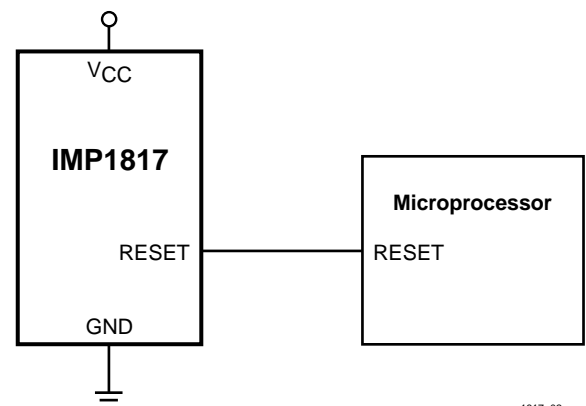 VCC
IMP1817
Microprocessor
RESET
RESET
GND